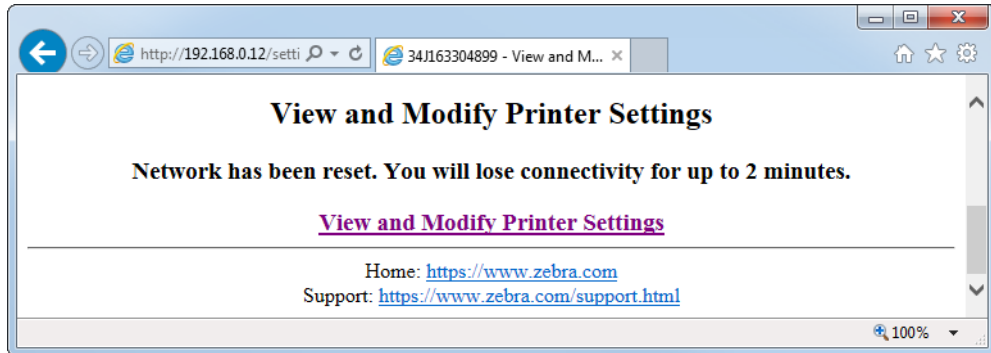 http://192.168.0.12/setti
34J163304899 - View and M...
View and Modify Printer Settings
Network has been reset. You will lose connectivity for up to 2 minutes.
View and Modify Printer Settings
Home: https://www.zebra.com
Support: https://www.zebra.com/support.html
100%